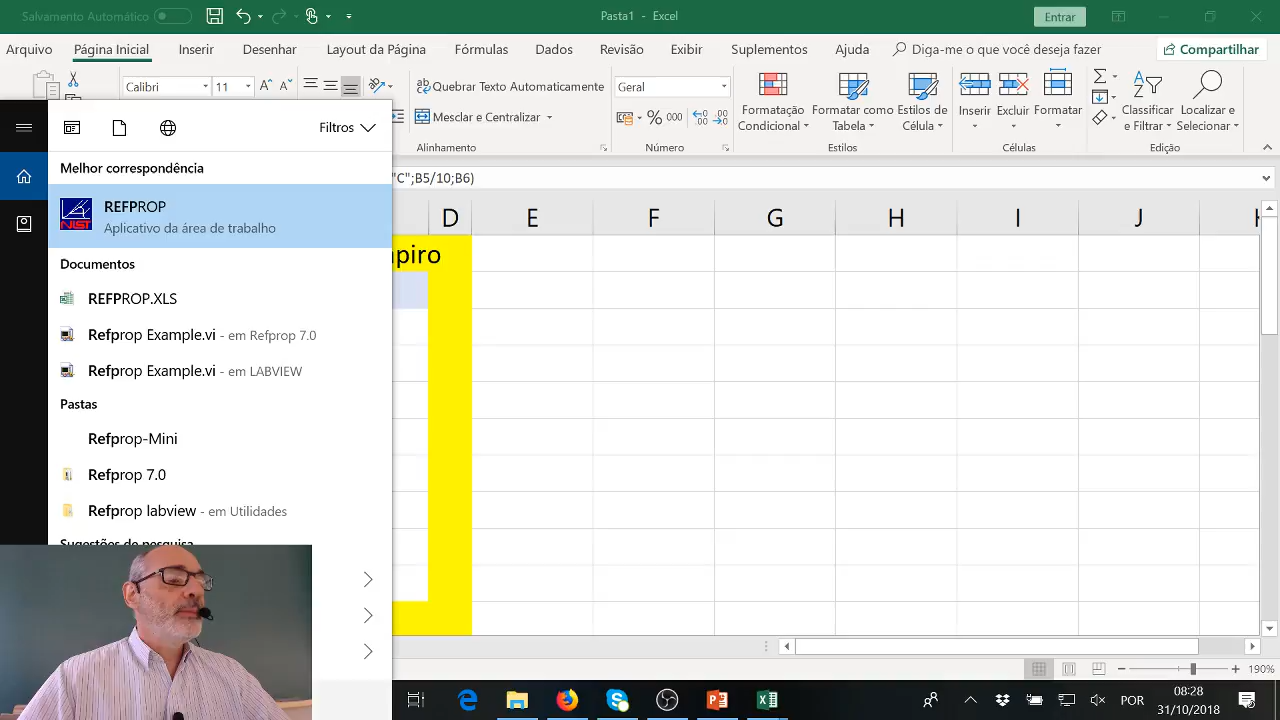 Salvamento Automático
Pasta1 - Excel
Entrar
Arquivo
Página Inicial
Inserir
Desenhar
Layout da Página
Fórmulas
Dados
Revisão
Exibir
Suplementos
Ajuda
Diga-me o que você deseja fazer
Compartilhar
Calibri
11
Quebrar Texto Automaticamente
Mesclar e Centralizar
Geral
% 000
Formatação
Condicional
Formatar como
Tabela
Estilos de
Célula
Inserir
Excluir
Formatar
Classificar
e Filtrar
Localizar e
Selecionar
Alinhamento
Número
Estilos
Células
Edição
"C";B5/10;B6)
D
E
F
G
H
I
J
piro
Filtros
Melhor correspondência
NIST
REFPROP
Aplicativo da área de trabalho
Documentos
REFPROP.XLS
Refprop Example.vi - em Refprop 7.0
Refprop Example.vi - em LABVIEW
Pastas
Refprop-Mini
Refprop 7.0
Refprop labview - em Utilidades
Sugestões de pesquisa
190%
POR
08:28
31/10/2018